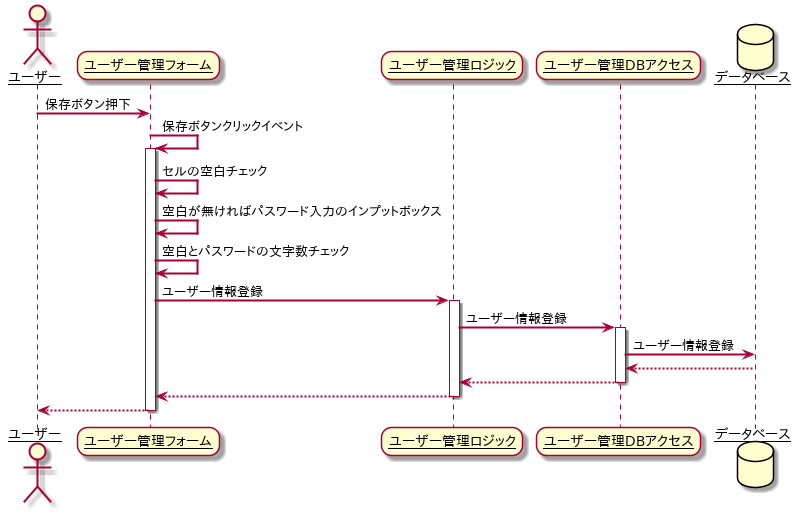 ユーザー
ユーザー管理フォーム
ユーザー管理ロジック
ユーザー管理DBアクセス
データベース
保存ボタン押下
保存ボタンクリックイベント
セルの空白チェック
空白が無ければパスワード入力のインプットボックス
空白とパスワードの文字数チェック
ユーザー情報登録
ユーザー情報登録
ユーザー情報登録
ユーザー
ユーザー管理フォーム
ユーザー管理ロジック
ユーザー管理DBアクセス
データベース